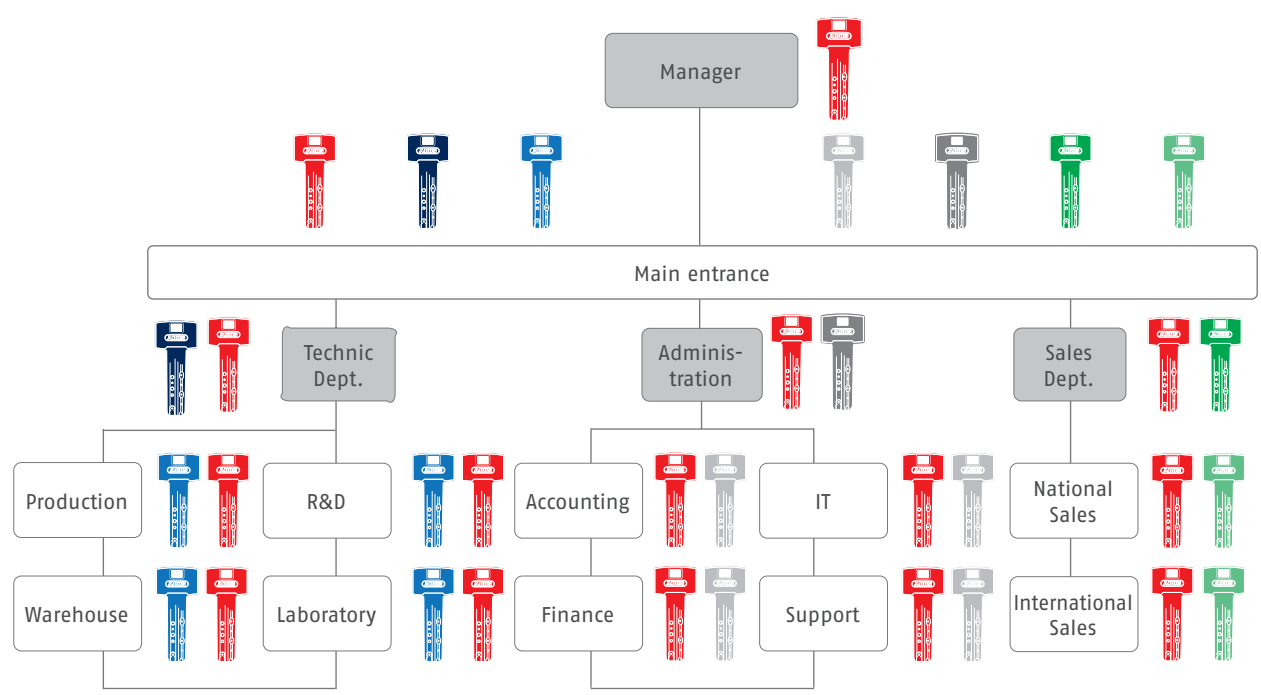 Manager
Main entrance
Technic
Dept.
Adminis-
tration
Sales
Dept.
Production
R&D
Accounting
IT
National
Sales
Warehouse
Laboratory
Finance
Support
International
Sales